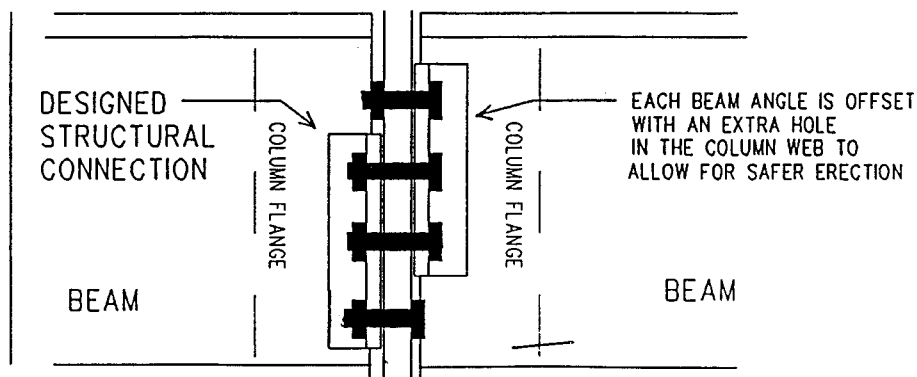 DESIGNED
STRUCTURAL
CONNECTION
COLUMN FLANGE
BEAM
COLUMN FLANGE
EACH BEAM ANGLE IS OFFSET
WITH AN EXTRA HOLE
IN THE COLUMN WEB TO
ALLOW FOR SAFER ERECTION
BEAM